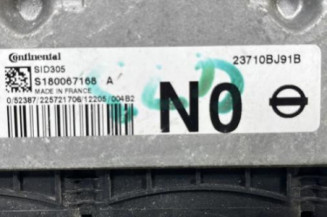 Continental
23710BJ91B
SID305
S180067168 A
MADE IN FRANCE
0/52387/225721706/12205 004B2
N0